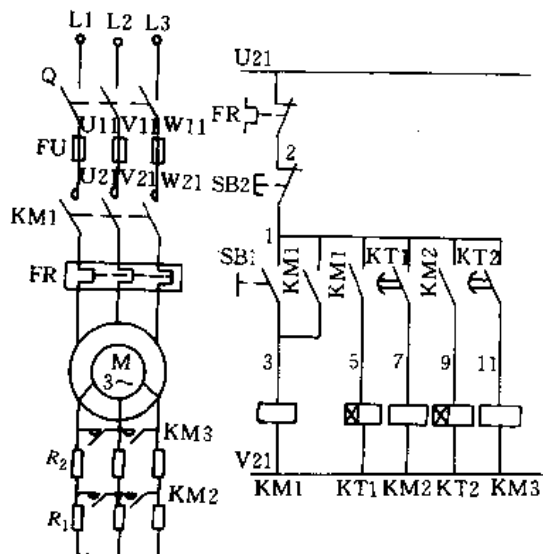 L1 L2 L3
Q
U21
U11 V11 W11
FR
FU
2
U21 V21 W21
SB2
KM1
1
SB1 KM1 KM1 KT1 KM2 KT2
FR
M
3~
3 5 7 9 11
KM3
R2
V21
KM2
KM1 KT1 KM2 KT2 KM3
R1